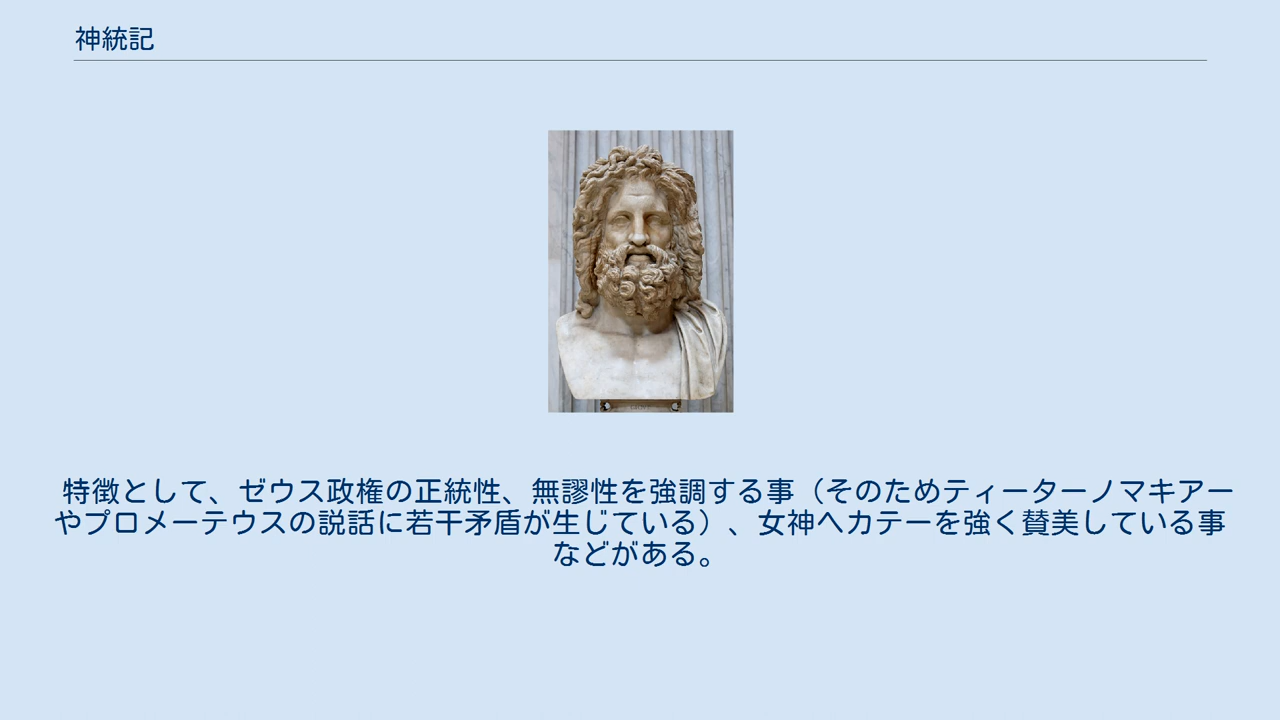 神統記
特徴として、ゼウス政権の正統性、無謬性を強調する事（そのためティーターノマキアー
やプロメーテウスの説話に若干矛盾が生じている）、女神ヘカテーを強く賛美している事
などがある。